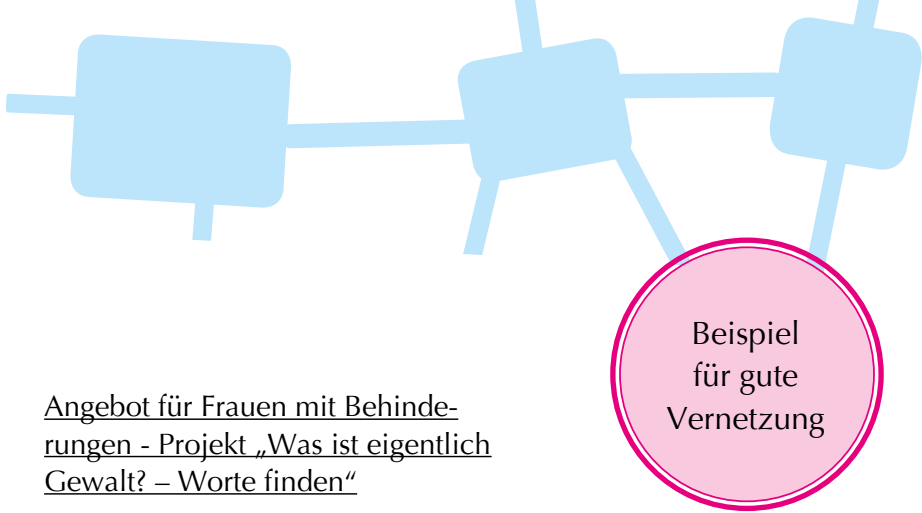 Beispiel
für gute
Vernetzung
Angebot für Frauen mit Behinde-
rungen - Projekt „Was ist eigentlich
Gewalt? – Worte finden“